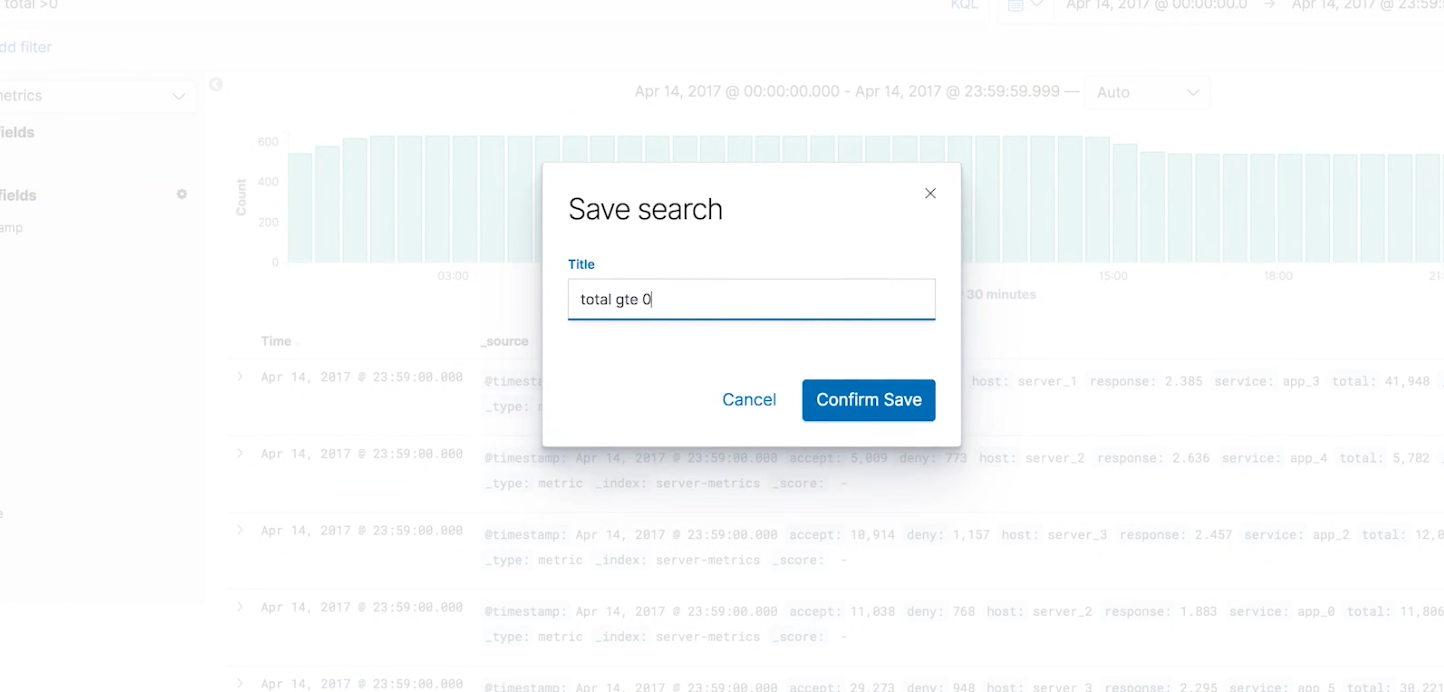 total >0 KQL Apr 14, 2017 @ 00:00:00.0 → Apr 14, 2017 @ 23:59:
dd filter
netrics
Apr 14, 2017 @ 00:00:00.000 - Apr 14, 2017 @ 23:59:59.999 — Auto
fields
fields
amp
Count
600
400
200
0
03:00 15:00 18:00 21:
30 minutes
Save search
Title
total gte 0
Cancel Confirm Save
Time _source
Apr 14, 2017 @ 23:59:00.000 @timesta host: server_1 response: 2.385 service: app_3 total: 41,948
_type: m
Apr 14, 2017 @ 23:59:00.000 @timestamp: Apr 14, 2017 @ 23:59:00.000 accept: 5,009 deny: 773 host: server_2 response: 2.636 service: app_4 total: 5,782
_type: metric _index: server-metrics _score: -
e
Apr 14, 2017 @ 23:59:00.000 @timestamp: Apr 14, 2017 @ 23:59:00.000 accept: 10,914 deny: 1,157 host: server_3 response: 2.457 service: app_2 total: 12,0
_type: metric _index: server-metrics _score: -
Apr 14, 2017 @ 23:59:00.000 @timestamp: Apr 14, 2017 @ 23:59:00.000 accept: 11,038 deny: 768 host: server_2 response: 1.883 service: app_0 total: 11,806
_type: metric _index: server-metrics _score: -
Apr 14, 2017 @ 23:59:00.000 @timestamp: Apr 14, 2017 @ 23:59:00.000 accept: 29,273 deny: 948 host: server_3 response: 2.295 service: app_5 total: 30,221